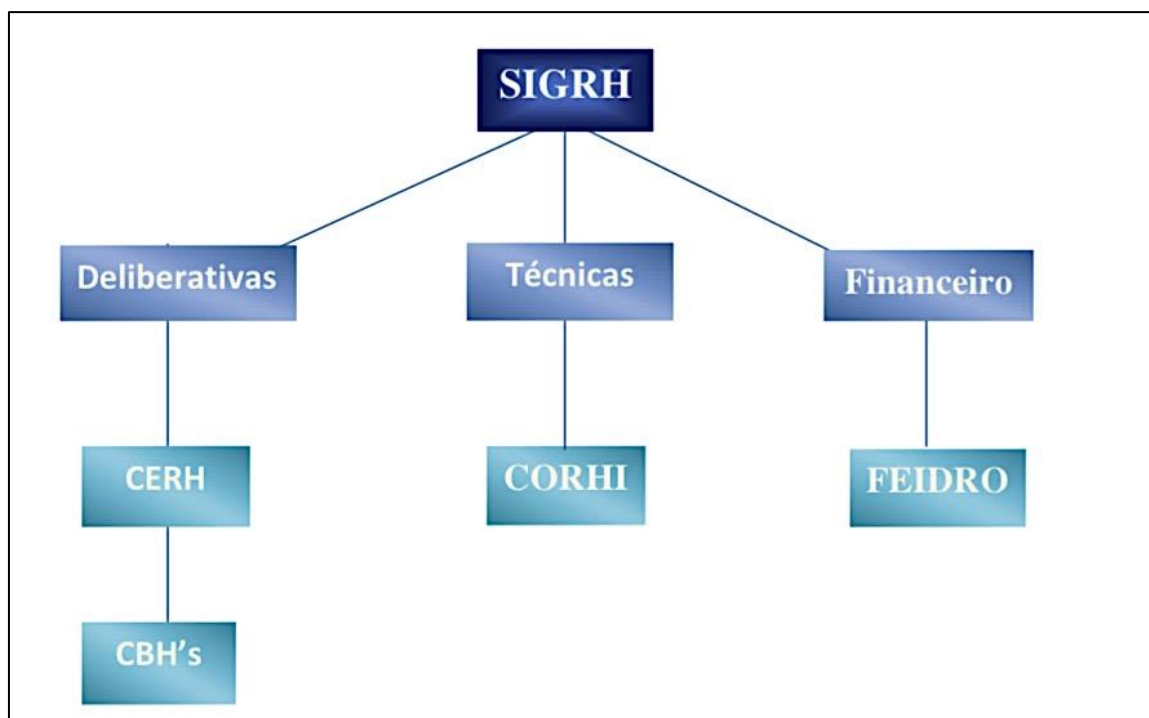 SIGRH
Deliberativas
Técnicas
Financeiro
CERH
CORHI
FEIDRO
CBH’s